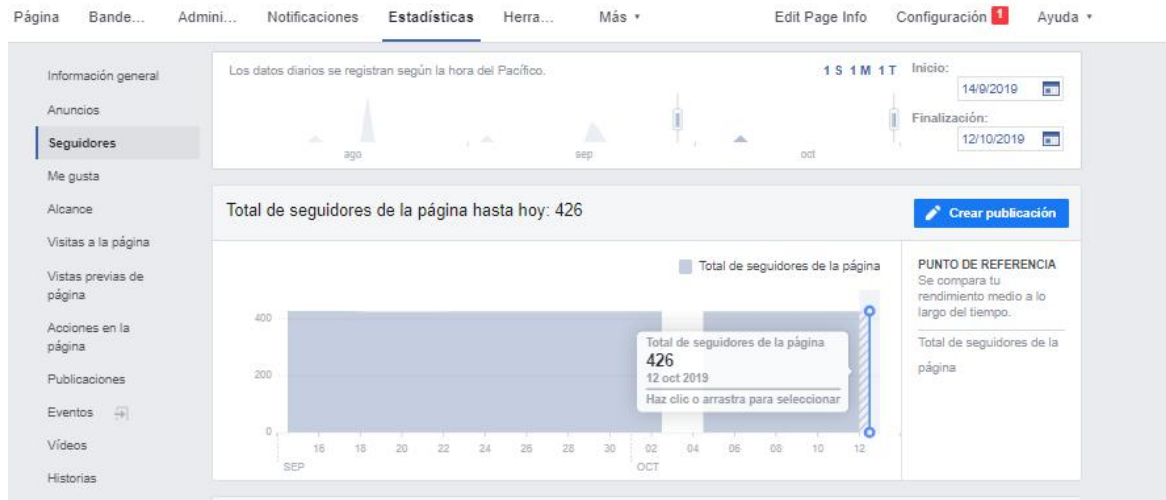 Página Bande... Admini... Notificaciones Estadísticas Herra... Más Edit Page Info Configuración 1 Ayuda
Información general
Anuncios
Seguidores
Me gusta
Alcance
Visitas a la página
Vistas previas de
página
Acciones en la
página
Publicaciones
Eventos
Vídeos
Historias
Los datos diarios se registran según la hora del Pacífico.
1 S 1 M 1 T
Inicio:
14/9/2019
Finalización:
12/10/2019
ago sep oct
Total de seguidores de la página hasta hoy: 426
Crear publicación
Total de seguidores de la página
400
200
0
16 18 20 22 24 26 28 30 02 04 06 08 10 12
SEP OCT
Total de seguidores de la página
426
12 oct 2019
Haz clic o arrastra para seleccionar
PUNTO DE REFERENCIA
Se compara tu
rendimiento medio a lo
largo del tiempo.
Total de seguidores de la
página